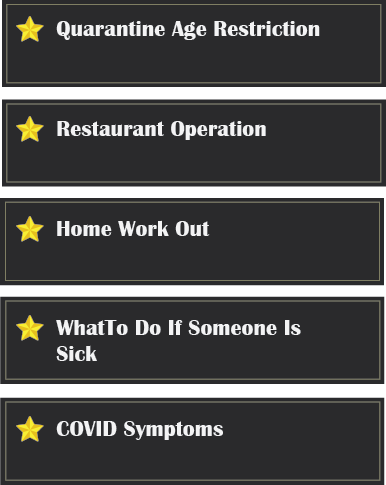 Quarantine Age Restriction
Restaurant Operation
Home Work Out
WhatTo Do If Someone Is
Sick
COVID Symptoms